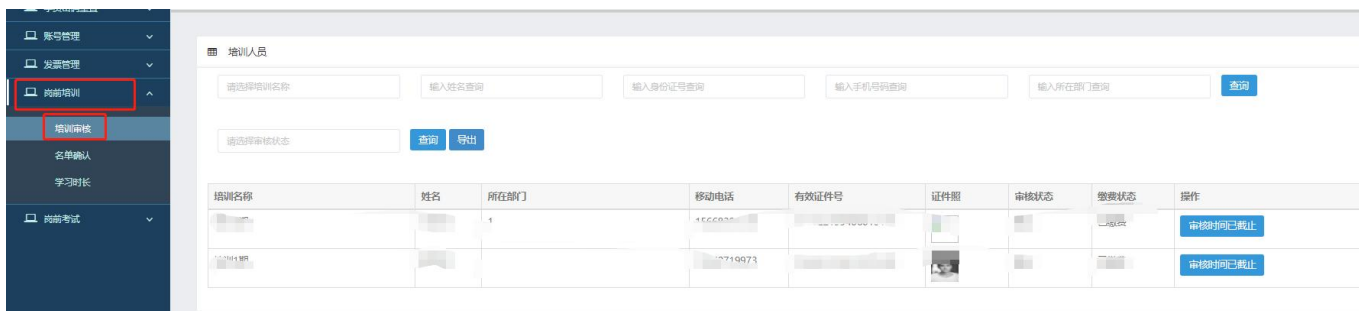 账号管理
发票管理
岗前培训
培训审核
名单确认
学习时长
岗前考试
培训人员
请选择培训名称 输入姓名查询 输入身份证号查询 输入手机号码查询 输入所在部门查询 查询
请选择审核状态 查询 导出
培训名称 姓名 所在部门 移动电话 有效证件号 证件照 审核状态 缴费状态 操作
1 审核时间已截止
719973 审核时间已截止